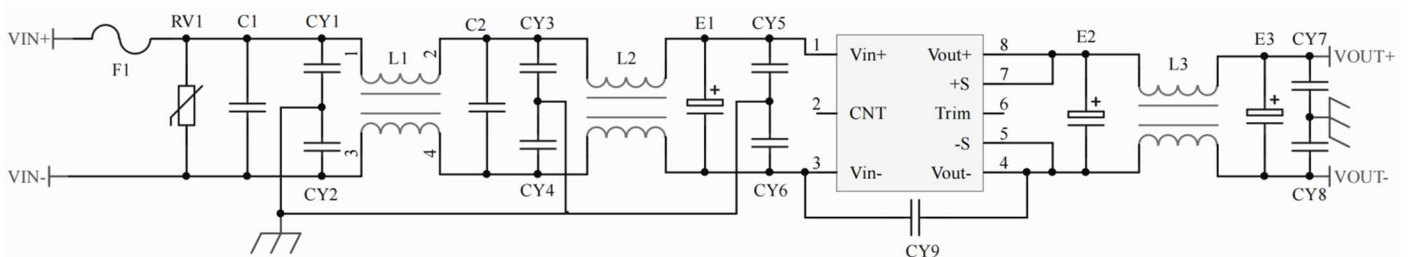 RV1 C1 CY1 C2 CY3 E1 CY5 E2 E3 CY7
VIN+ F1 1 L1 2 L2 1 Vin+ Vout+ 8 L3 VOUT+
+S 7
2 CNT Trim 6
-S 5
VIN- 3 4 3 Vin- Vout- 4 VOUT-
CY2 CY4 CY6 CY8
CY9
+ + +